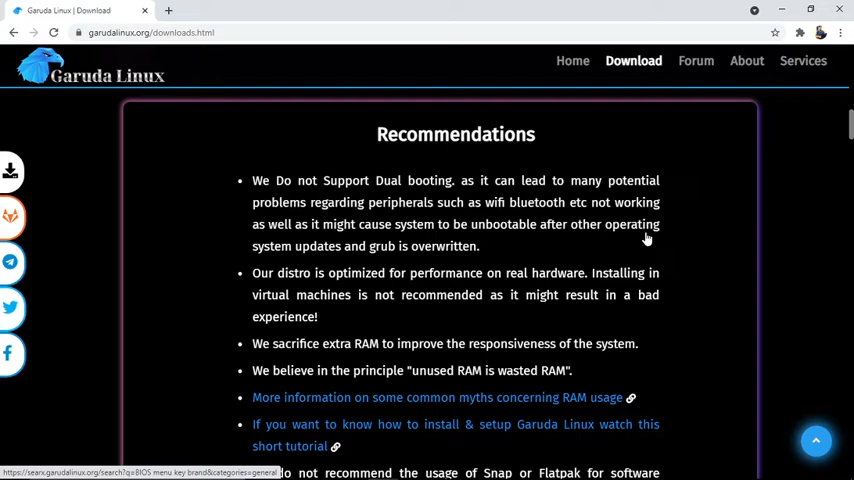 Garuda Linux | Download
garudalinux.org/downloads.html
Garuda Linux
Home Download Forum About Services
Recommendations
• We Do not Support Dual booting. as it can lead to many potential
problems regarding peripherals such as wifi bluetooth etc not working
as well as it might cause system to be unbootable after other operating
system updates and grub is overwritten.
• Our distro is optimized for performance on real hardware. Installing in
virtual machines is not recommended as it might result in a bad
experience!
• We sacrifice extra RAM to improve the responsiveness of the system.
• We believe in the principle "unused RAM is wasted RAM".
• More information on some common myths concerning RAM usage
• If you want to know how to install & setup Garuda Linux watch this
short tutorial
do not recommend the usage of Snap or Flatpak for software
https://searx.garudalinux.org/search?q=BIOS menu key brand&categories=general